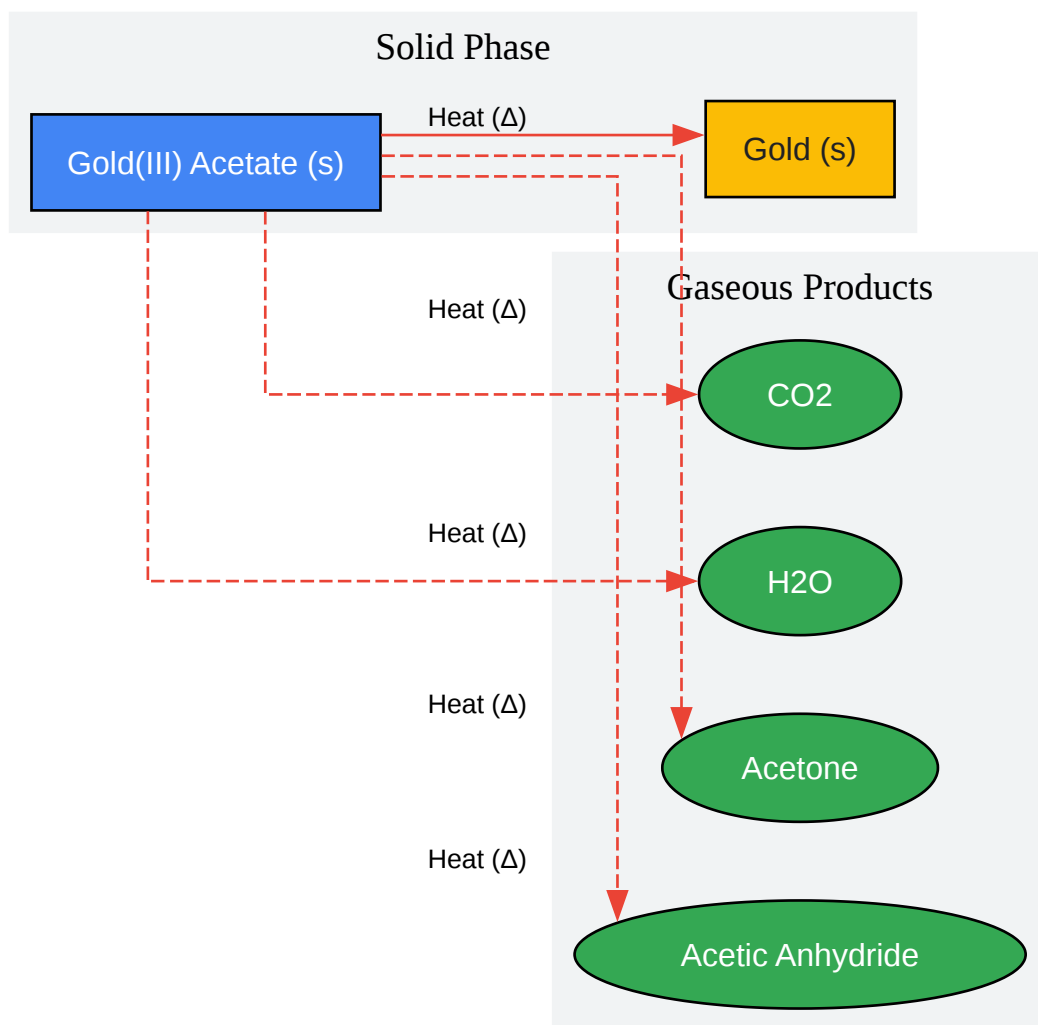 Solid Phase
Heat (Δ)
Gold(III) Acetate (s)
Gold (s)
Gaseous Products
Heat (Δ)
CO2
Heat (Δ)
H2O
Heat (Δ)
Acetone
Heat (Δ)
Acetic Anhydride